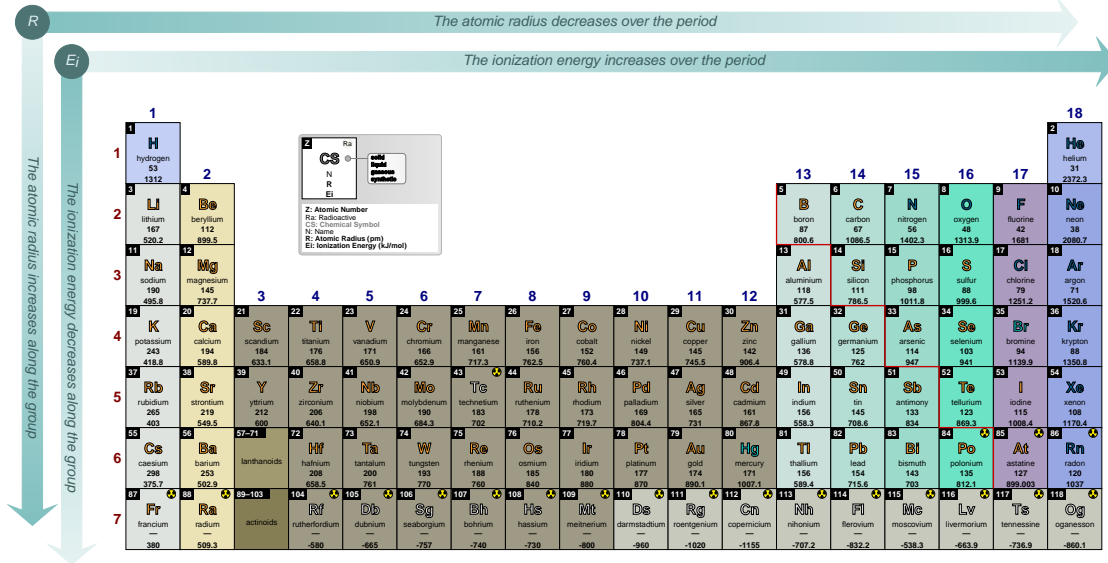 R
The atomic radius decreases over the period
Ei
The ionization energy increases over the period
The atomic radius increases along the group
The ionization energy decreases along the group
1 18
1
1
H
hydrogen
53
1312
Z
Ra
CS
N
R
Ei
solid
liquid
gaseous
synthetic
Z: Atomic Number
Ra: Radioactive
CS: Chemical Symbol
N: Name
R: Atomic Radius (pm)
Ei: Ionization Energy (kJ/mol)
2
He
helium
31
2372.3
2 13 14 15 16 17
2
3 4 5 6 7 8 9 10
Li Be B C N O F Ne
lithium beryllium boron carbon nitrogen oxygen fluorine neon
167 112 87 67 56 48 42 38
520.2 899.5 800.6 1086.5 1402.3 1313.9 1681 2080.7
3
11 12 13 14 15 16 17 18
Na Mg Al Si P S Cl Ar
sodium magnesium aluminium silicon phosphorus sulfur chlorine argon
190 145 118 111 98 88 79 71
495.8 737.7 577.5 786.5 1011.8 999.6 1251.2 1520.6
3 4 5 6 7 8 9 10 11 12
4
19 20 21 22 23 24 25 26 27 28 29 30 31 32 33 34 35 36
K Ca Sc Ti V Cr Mn Fe Co Ni Cu Zn Ga Ge As Se Br Kr
potassium calcium scandium titanium vanadium chromium manganese iron cobalt nickel copper zinc gallium germanium arsenic selenium bromine krypton
243 194 184 176 171 166 161 156 152 149 145 142 136 125 114 103 94 88
418.8 589.8 633.1 658.8 650.9 652.9 717.3 762.5 760.4 737.1 745.5 906.4 578.8 762 947 941 1139.9 1350.8
5
37 38 39 40 41 42 43 44 45 46 47 48 49 50 51 52 53 54
Rb Sr Y Zr Nb Mo Tc Ru Rh Pd Ag Cd In Sn Sb Te I Xe
rubidium strontium yttrium zirconium niobium molybdenum technetium ruthenium rhodium palladium silver cadmium indium tin antimony tellurium iodine xenon
265 219 212 206 198 190 183 178 173 169 165 161 156 145 133 123 115 108
403 549.5 600 640.1 652.1 684.3 702 710.2 719.7 804.4 731 867.8 558.3 708.6 834 869.3 1008.4 1170.4
6
55 56 57–71 72 73 74 75 76 77 78 79 80 81 82 83 84 85 86
Cs Ba Hf Ta W Re Os Ir Pt Au Hg Tl Pb Bi Po At Rn
caesium barium lanthanoids hafnium tantalum tungsten rhenium osmium iridium platinum gold mercury thallium lead bismuth polonium astatine radon
298 253 208 200 193 188 185 180 177 174 171 156 154 143 135 127 120
375.7 502.9 658.5 761 770 760 840 880 870 890.1 1007.1 589.4 715.6 703 812.1 899.003 1037
7
87 88 89–103 104 105 106 107 108 109 110 111 112 113 114 115 116 117 118
Fr Ra Rf Db Sg Bh Hs Mt Ds Rg Cn Nh Fl Mc Lv Ts Og
francium radium actinoids rutherfordium dubnium seaborgium bohrium hassium meitnerium darmstadtium roentgenium copernicium nihonium flerovium moscovium livermorium tennessine oganesson
— — — — — — — — — — — — — — — — —
380 509.3 -580 -665 -757 -740 -730 -800 -960 -1020 -1155 -707.2 -832.2 -538.3 -663.9 -736.9 -860.1